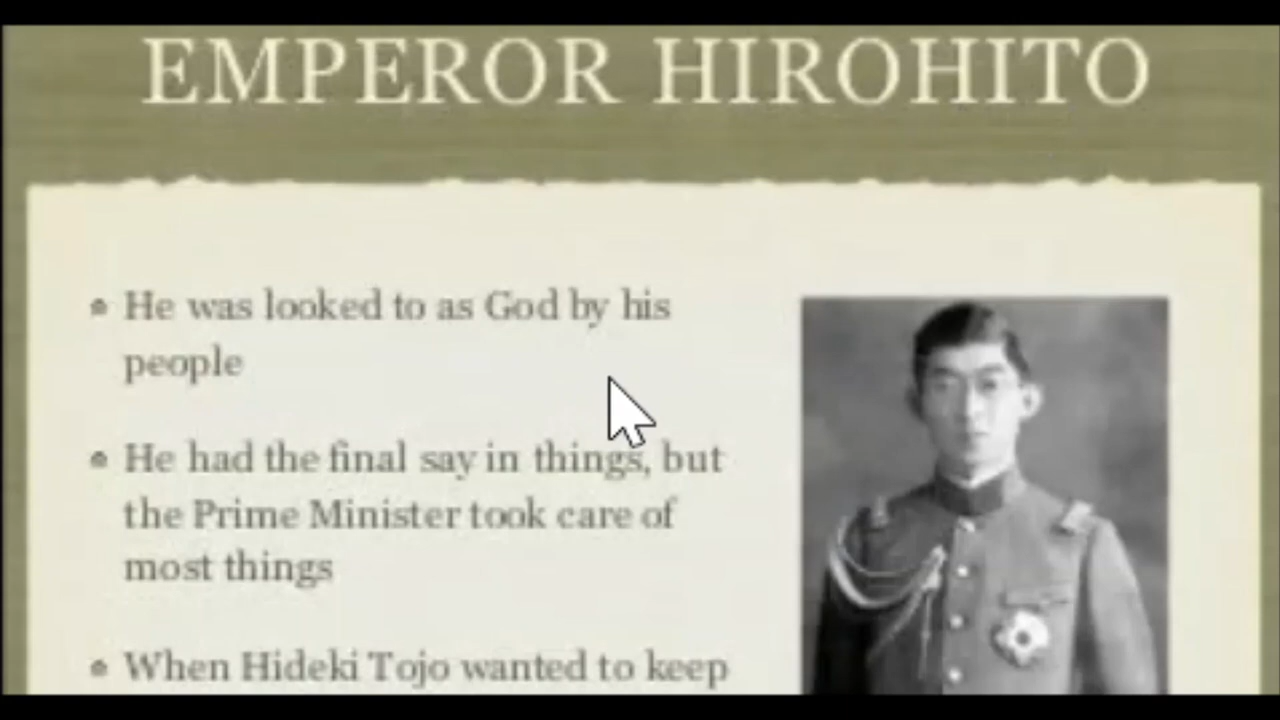 EMPEROR HIROHITO
He was looked to as God by his
people
He had the final say in things, but
the Prime Minister took care of
most things
When Hideki Tojo wanted to keep